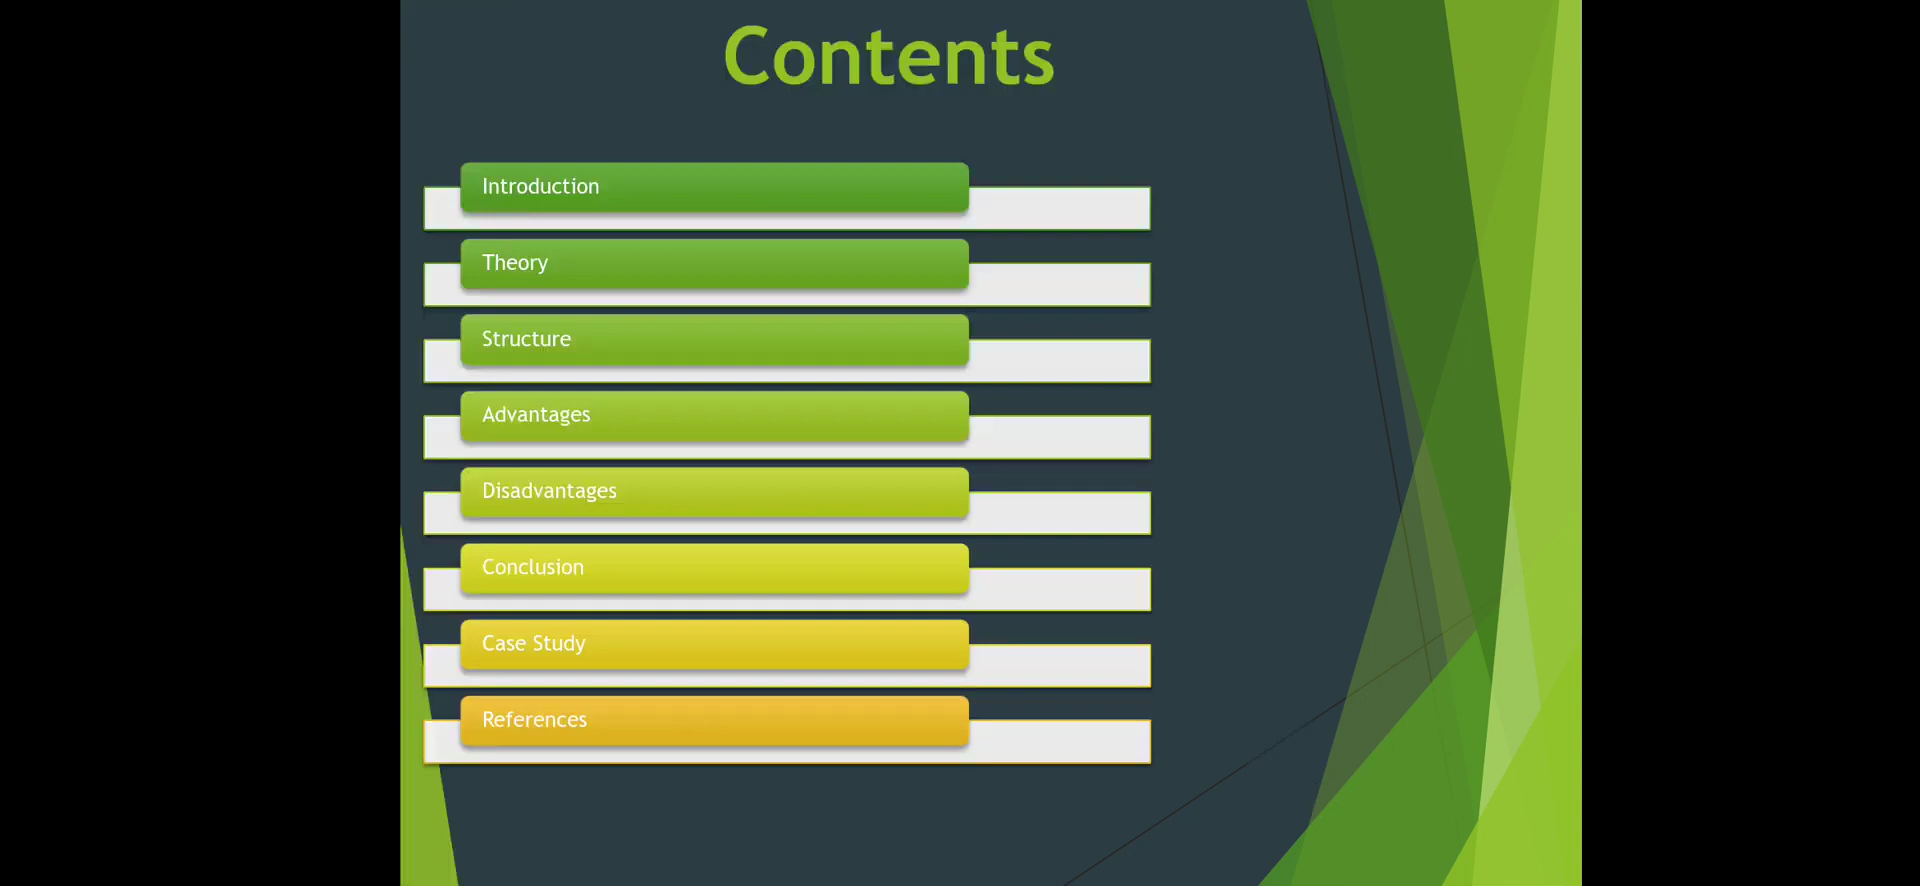 Contents
Introduction
Theory
Structure
Advantages
Disadvantages
Conclusion
Case Study
References